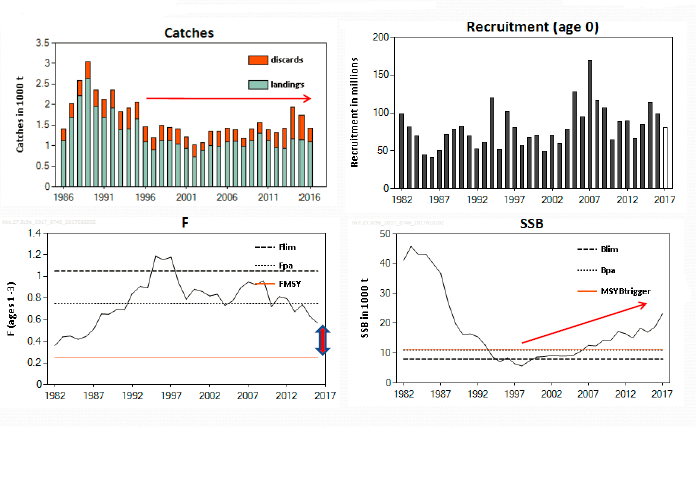 Catches
3.5
3
2.5
2
1.5
1
0.5
0
Catches in 1000 t
discards
landings
1986 1991 1996 2001 2006 2011 2016
Recruitment (age 0)
200
150
100
50
0
Recruitment in millions
1982 1987 1992 1997 2002 2007 2012 2017
F
1.4
1.2
1
0.8
0.6
0.4
0.2
0
F (ages 1 -3)
Flim
Fpa
FMSY
1982 1987 1992 1997 2002 2007 2012 2017
SSB
50
40
30
20
10
0
SSB in 1000 t
Blim
Bpa
MSYBtrigger
1982 1987 1992 1997 2002 2007 2012 2017